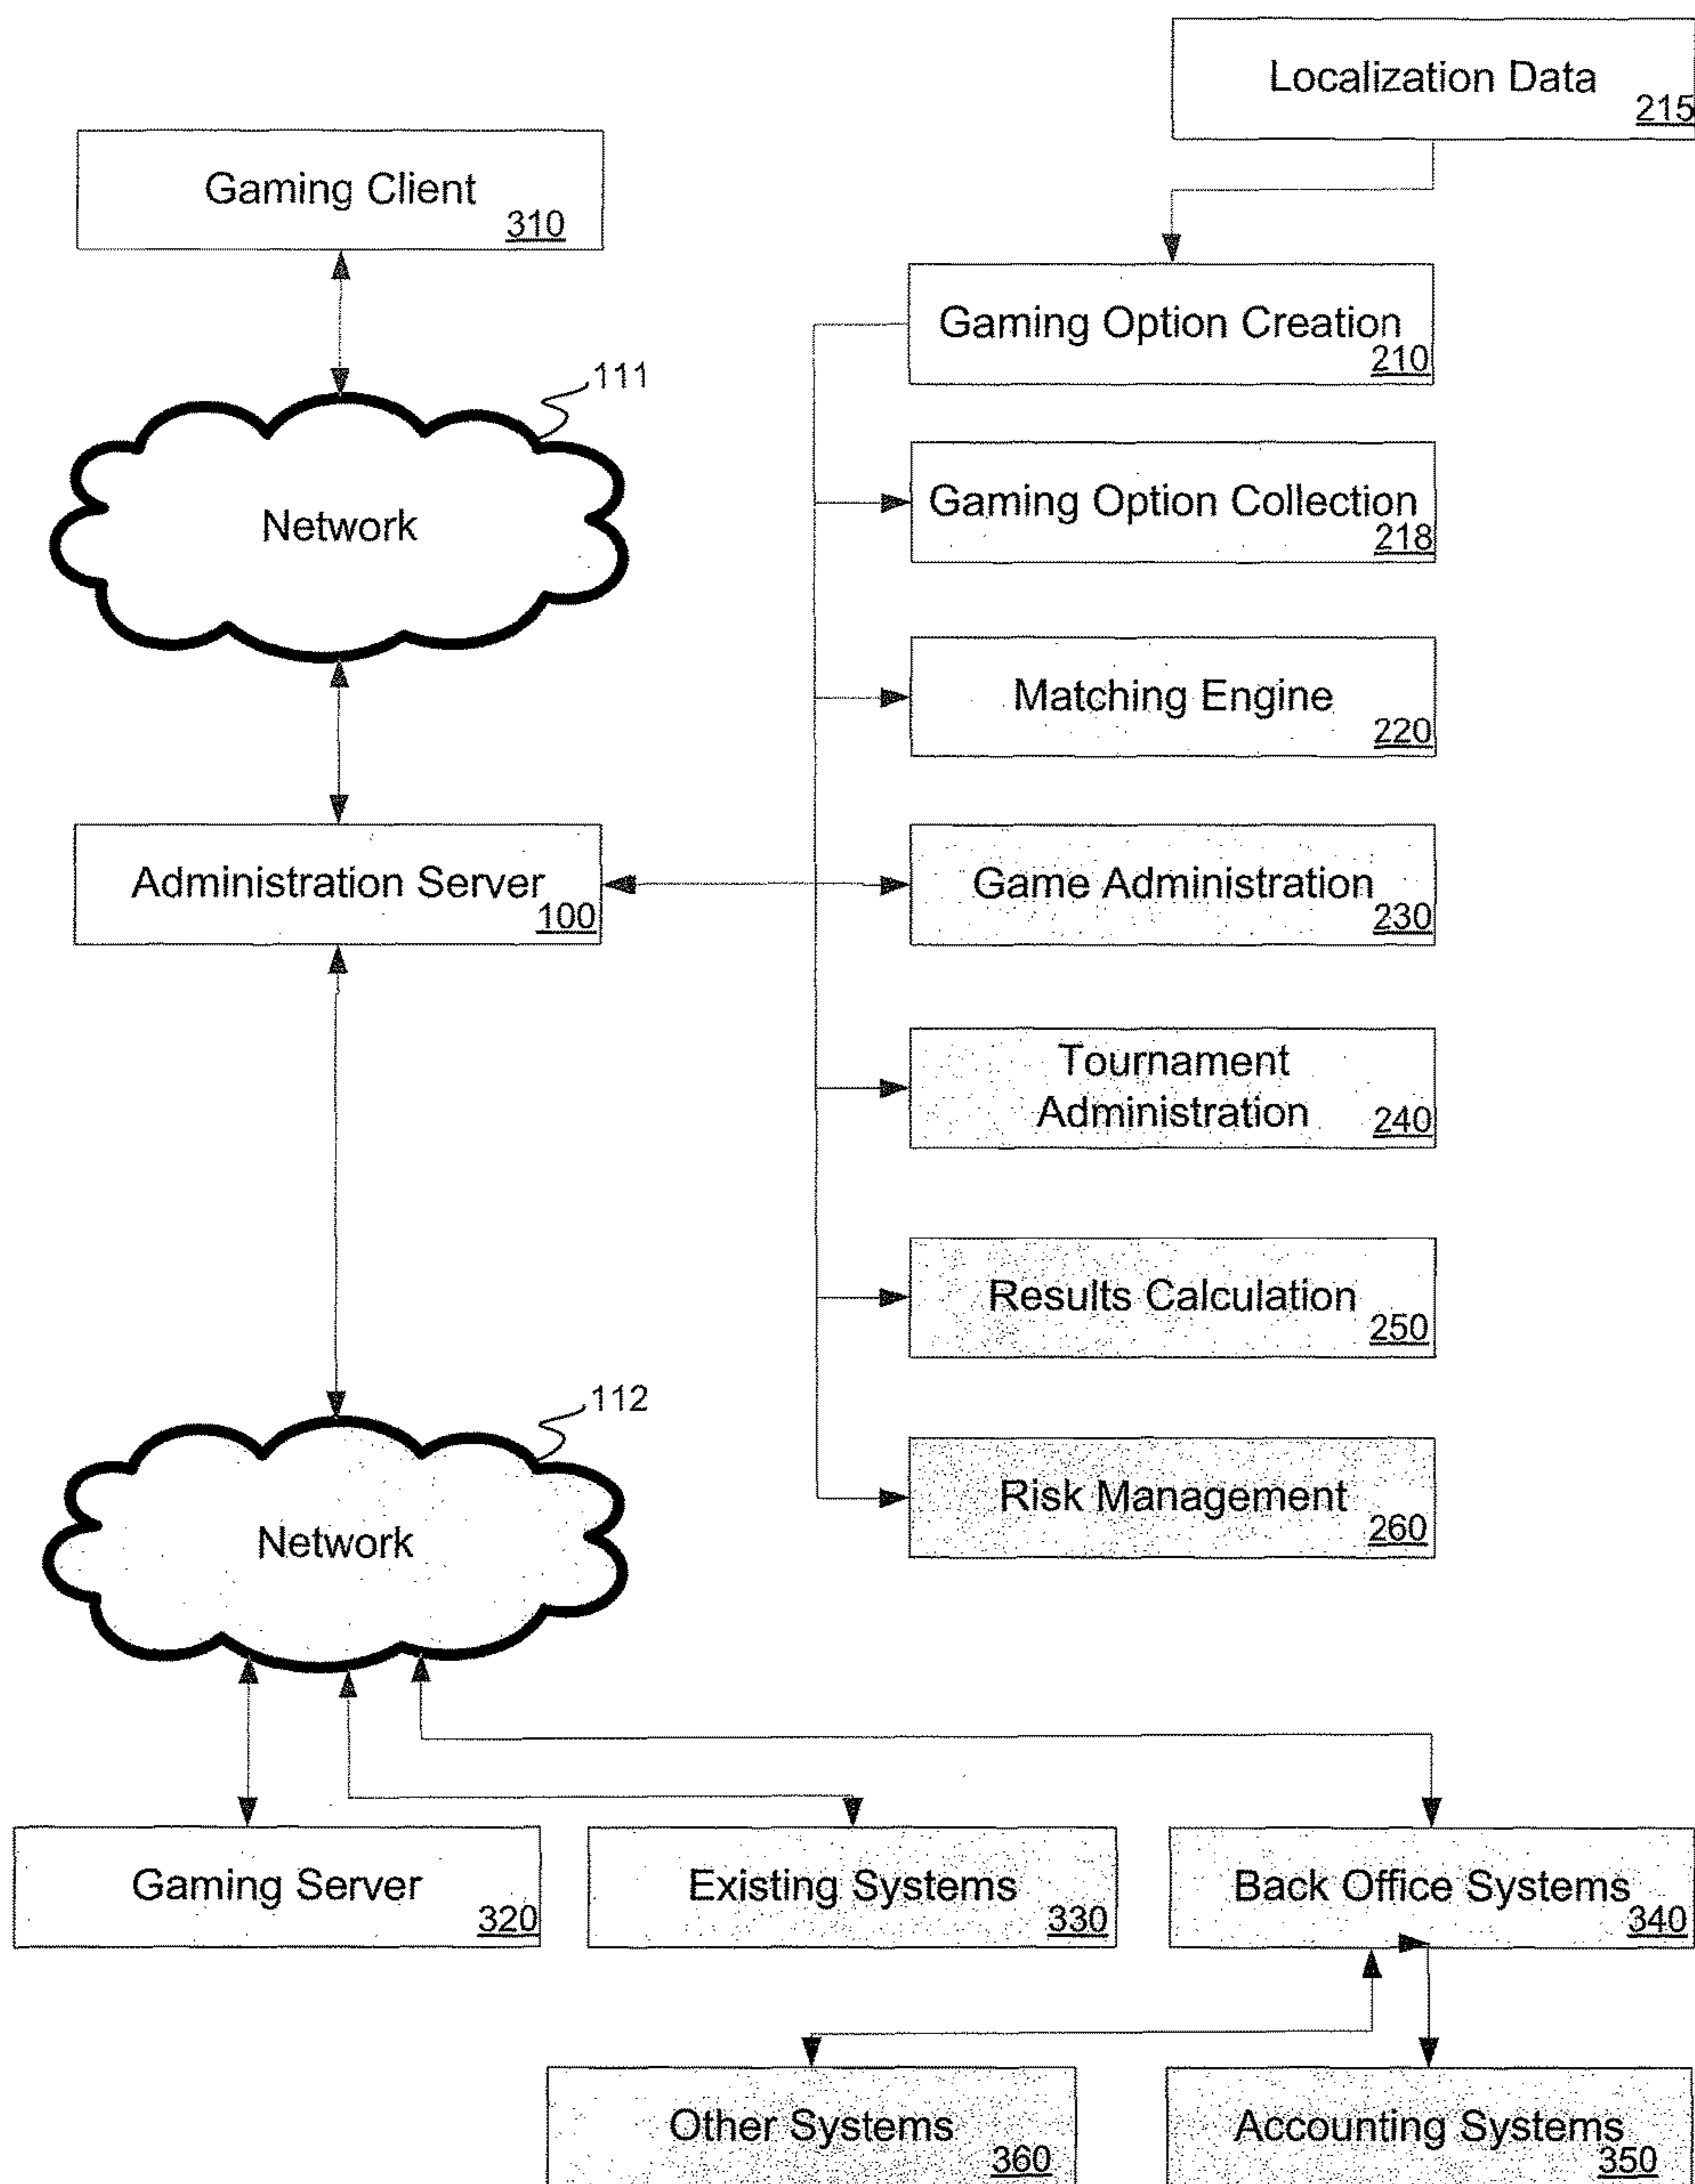 Localization Data
215
Gaming Client
310
Gaming Option Creation
210
111
Gaming Option Collection
218
Network
Matching Engine
220
Administration Server
100
Game Administration
230
Tournament
Administration
240
Results Calculation
250
112
Risk Management
260
Network
Gaming Server
320
Existing Systems
330
Back Office Systems
340
Other Systems
360
Accounting Systems
350